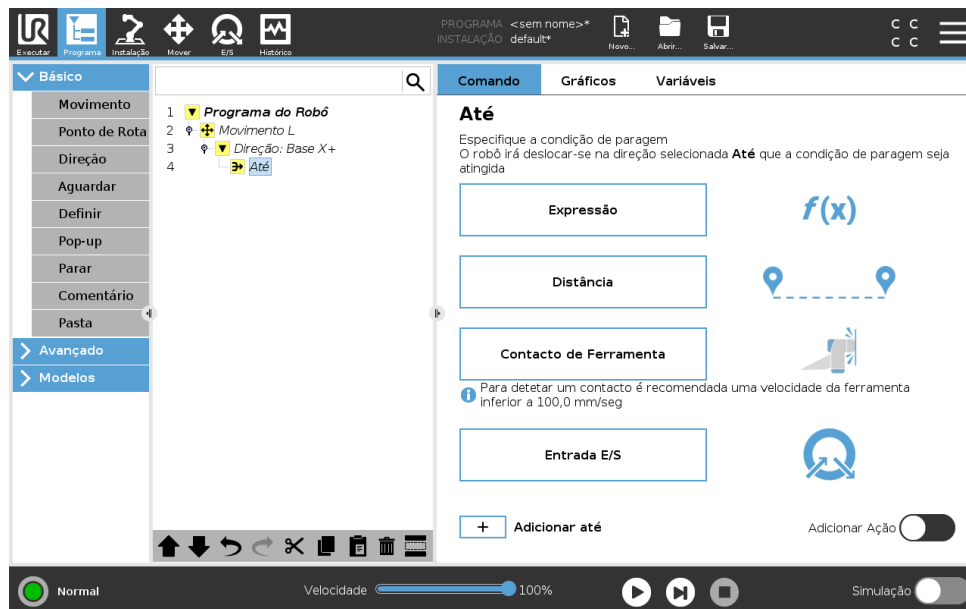 Executar
Programa
Instalação
Mover
E/S
Histórico
PROGRAMA <sem nome>*
INSTALAÇÃO default*
Novo...
Abrir...
Salvar...
C C
C C
Básico
Movimento
Ponto de Rota
Direção
Aguardar
Definir
Pop-up
Parar
Comentário
Pasta
Avançado
Modelos
1 Programa do Robô
2 Movimento L
3 Direção: Base X+
4 Até
Comando Gráficos Variáveis
Até
Especifique a condição de paragem
O robô irá deslocar-se na direção selecionada Até que a condição de paragem seja
atingida
Expressão
f(x)
Distância
Contacto de Ferramenta
Para detetar um contacto é recomendada uma velocidade da ferramenta
inferior a 100,0 mm/seg
Entrada E/S
+ Adicionar até
Adicionar Ação
Normal
Velocidade 100%
Simulação